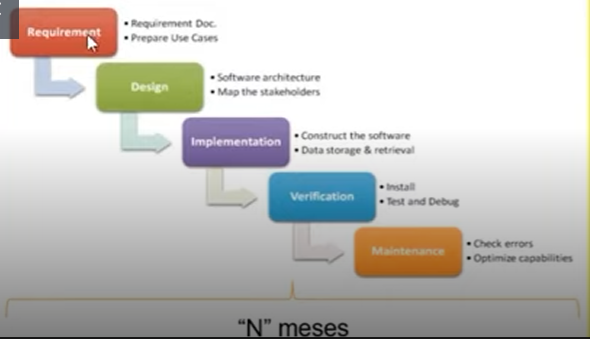 Requirement
• Requirement Doc.
• Prepare Use Cases
Design
• Software architecture
• Map the stakeholders
Implementation
• Construct the software
• Data storage & retrieval
Verification
• Install
• Test and Debug
Maintenance
• Check errors
• Optimize capabilities
“N” meses